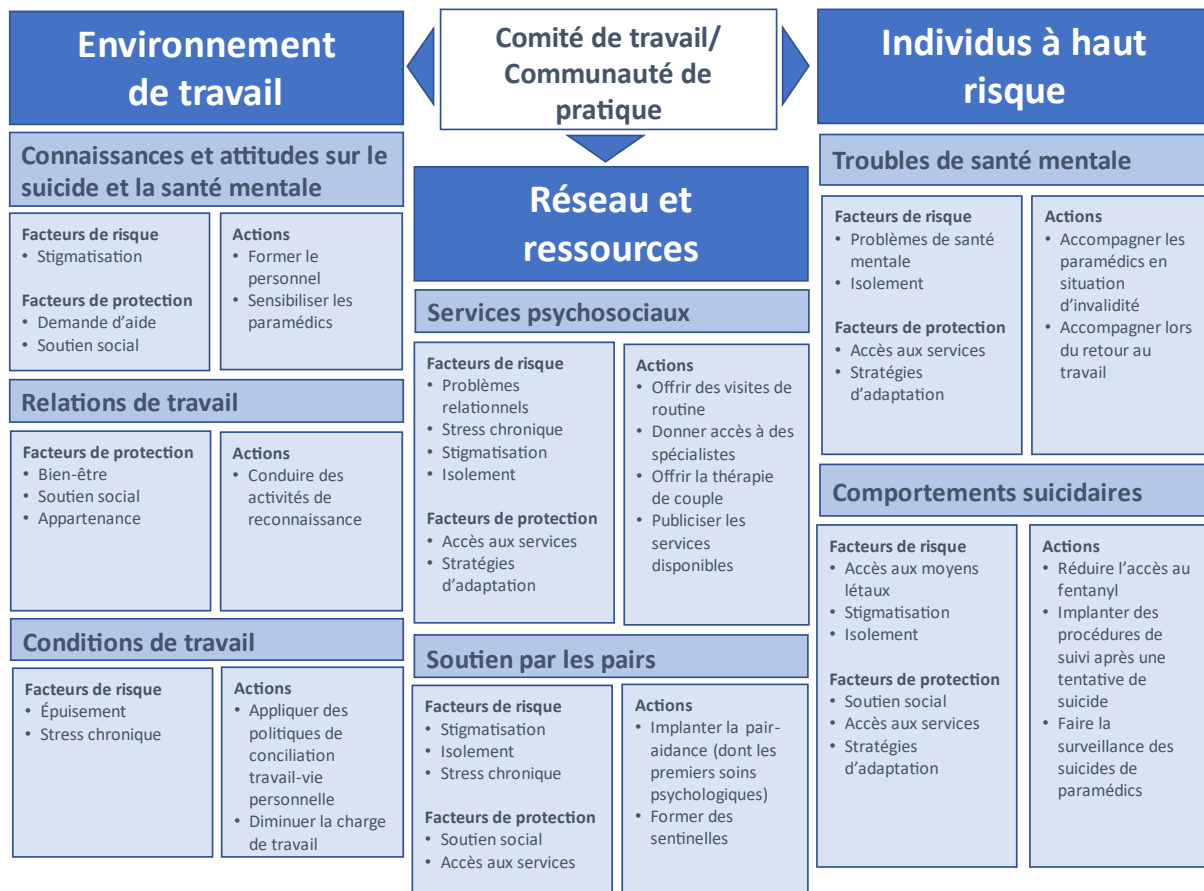 Environnement
de travail
Connaissances et attitudes sur le
suicide et la santé mentale
Facteurs de risque
• Stigmatisation
Facteurs de protection
• Demande d'aide
• Soutien social
Actions
• Former le
personnel
• Sensibiliser les
paramédics
Relations de travail
Facteurs de protection
• Bien-être
• Soutien social
• Appartenance
Actions
• Conduire des
activités de
reconnaissance
Conditions de travail
Facteurs de risque
• Épuisement
• Stress chronique
Actions
• Appliquer des
politiques de
conciliation
travail-vie
personnelle
• Diminuer la charge
de travail
Comité de travail/
Communauté de
pratique
Réseau et
ressources
Services psychosociaux
Facteurs de risque
• Problèmes
relationnels
• Stress chronique
• Stigmatisation
• Isolement
Facteurs de protection
• Accès aux services
• Stratégies
d'adaptation
Actions
• Offrir des visites de
routine
• Donner accès à des
spécialistes
• Offrir la thérapie
de couple
• Publiciser les
services
disponibles
Soutien par les pairs
Facteurs de risque
• Stigmatisation
• Isolement
• Stress chronique
Facteurs de protection
• Soutien social
• Accès aux services
Actions
• Implanter la pair-
aidance (dont les
premiers soins
psychologiques)
• Former des
sentinelles
Individus à haut
risque
Troubles de santé mentale
Facteurs de risque
• Problèmes de santé
mentale
• Isolement
Facteurs de protection
• Accès aux services
• Stratégies
d'adaptation
Actions
• Accompagner les
paramédics en
situation
d'invalidité
• Accompagner lors
du retour au
travail
Comportements suicidaires
Facteurs de risque
• Accès aux moyens
létaux
• Stigmatisation
• Isolement
Facteurs de protection
• Soutien social
• Accès aux services
• Stratégies
d'adaptation
Actions
• Réduire l'accès au
fentanyl
• Implanter des
procédures de
suivi après une
tentative de
suicide
• Faire la
surveillance des
suicides de
paramédics